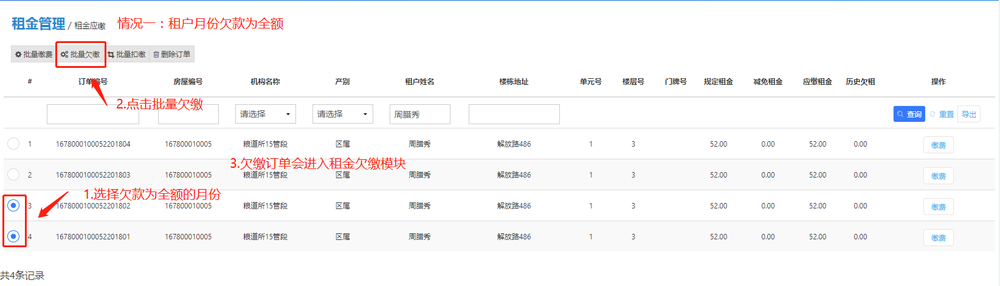 租金管理 / 租金应缴 情况一：租户月份欠款为全额
批量缴费 批量欠缴 批量扣缴 删除订单
# 订单编号 房屋编号 机构名称 产别 租户姓名 楼栋地址 单元号 楼层号 门牌号 规定租金 减免租金 应缴租金 历史欠租 操作
2.点击批量欠缴
请选择 请选择 周腊秀 查询 重置 导出
1 1678000100052201804 167800010005 粮道所15管段 区属 周腊秀 解放路486 1 3 52.00 0.00 52.00 0.00 缴费
3.欠缴订单会进入租金欠缴模块
2 1678000100052201803 167800010005 粮道所15管段 区属 周腊秀 解放路486 1 3 52.00 0.00 52.00 0.00 缴费
1.选择欠款为全额的月份
3 1678000100052201802 167800010005 粮道所15管段 区属 周腊秀 解放路486 1 3 52.00 0.00 52.00 0.00 缴费
4 1678000100052201801 167800010005 粮道所15管段 区属 周腊秀 解放路486 1 3 52.00 0.00 52.00 0.00 缴费
共4条记录